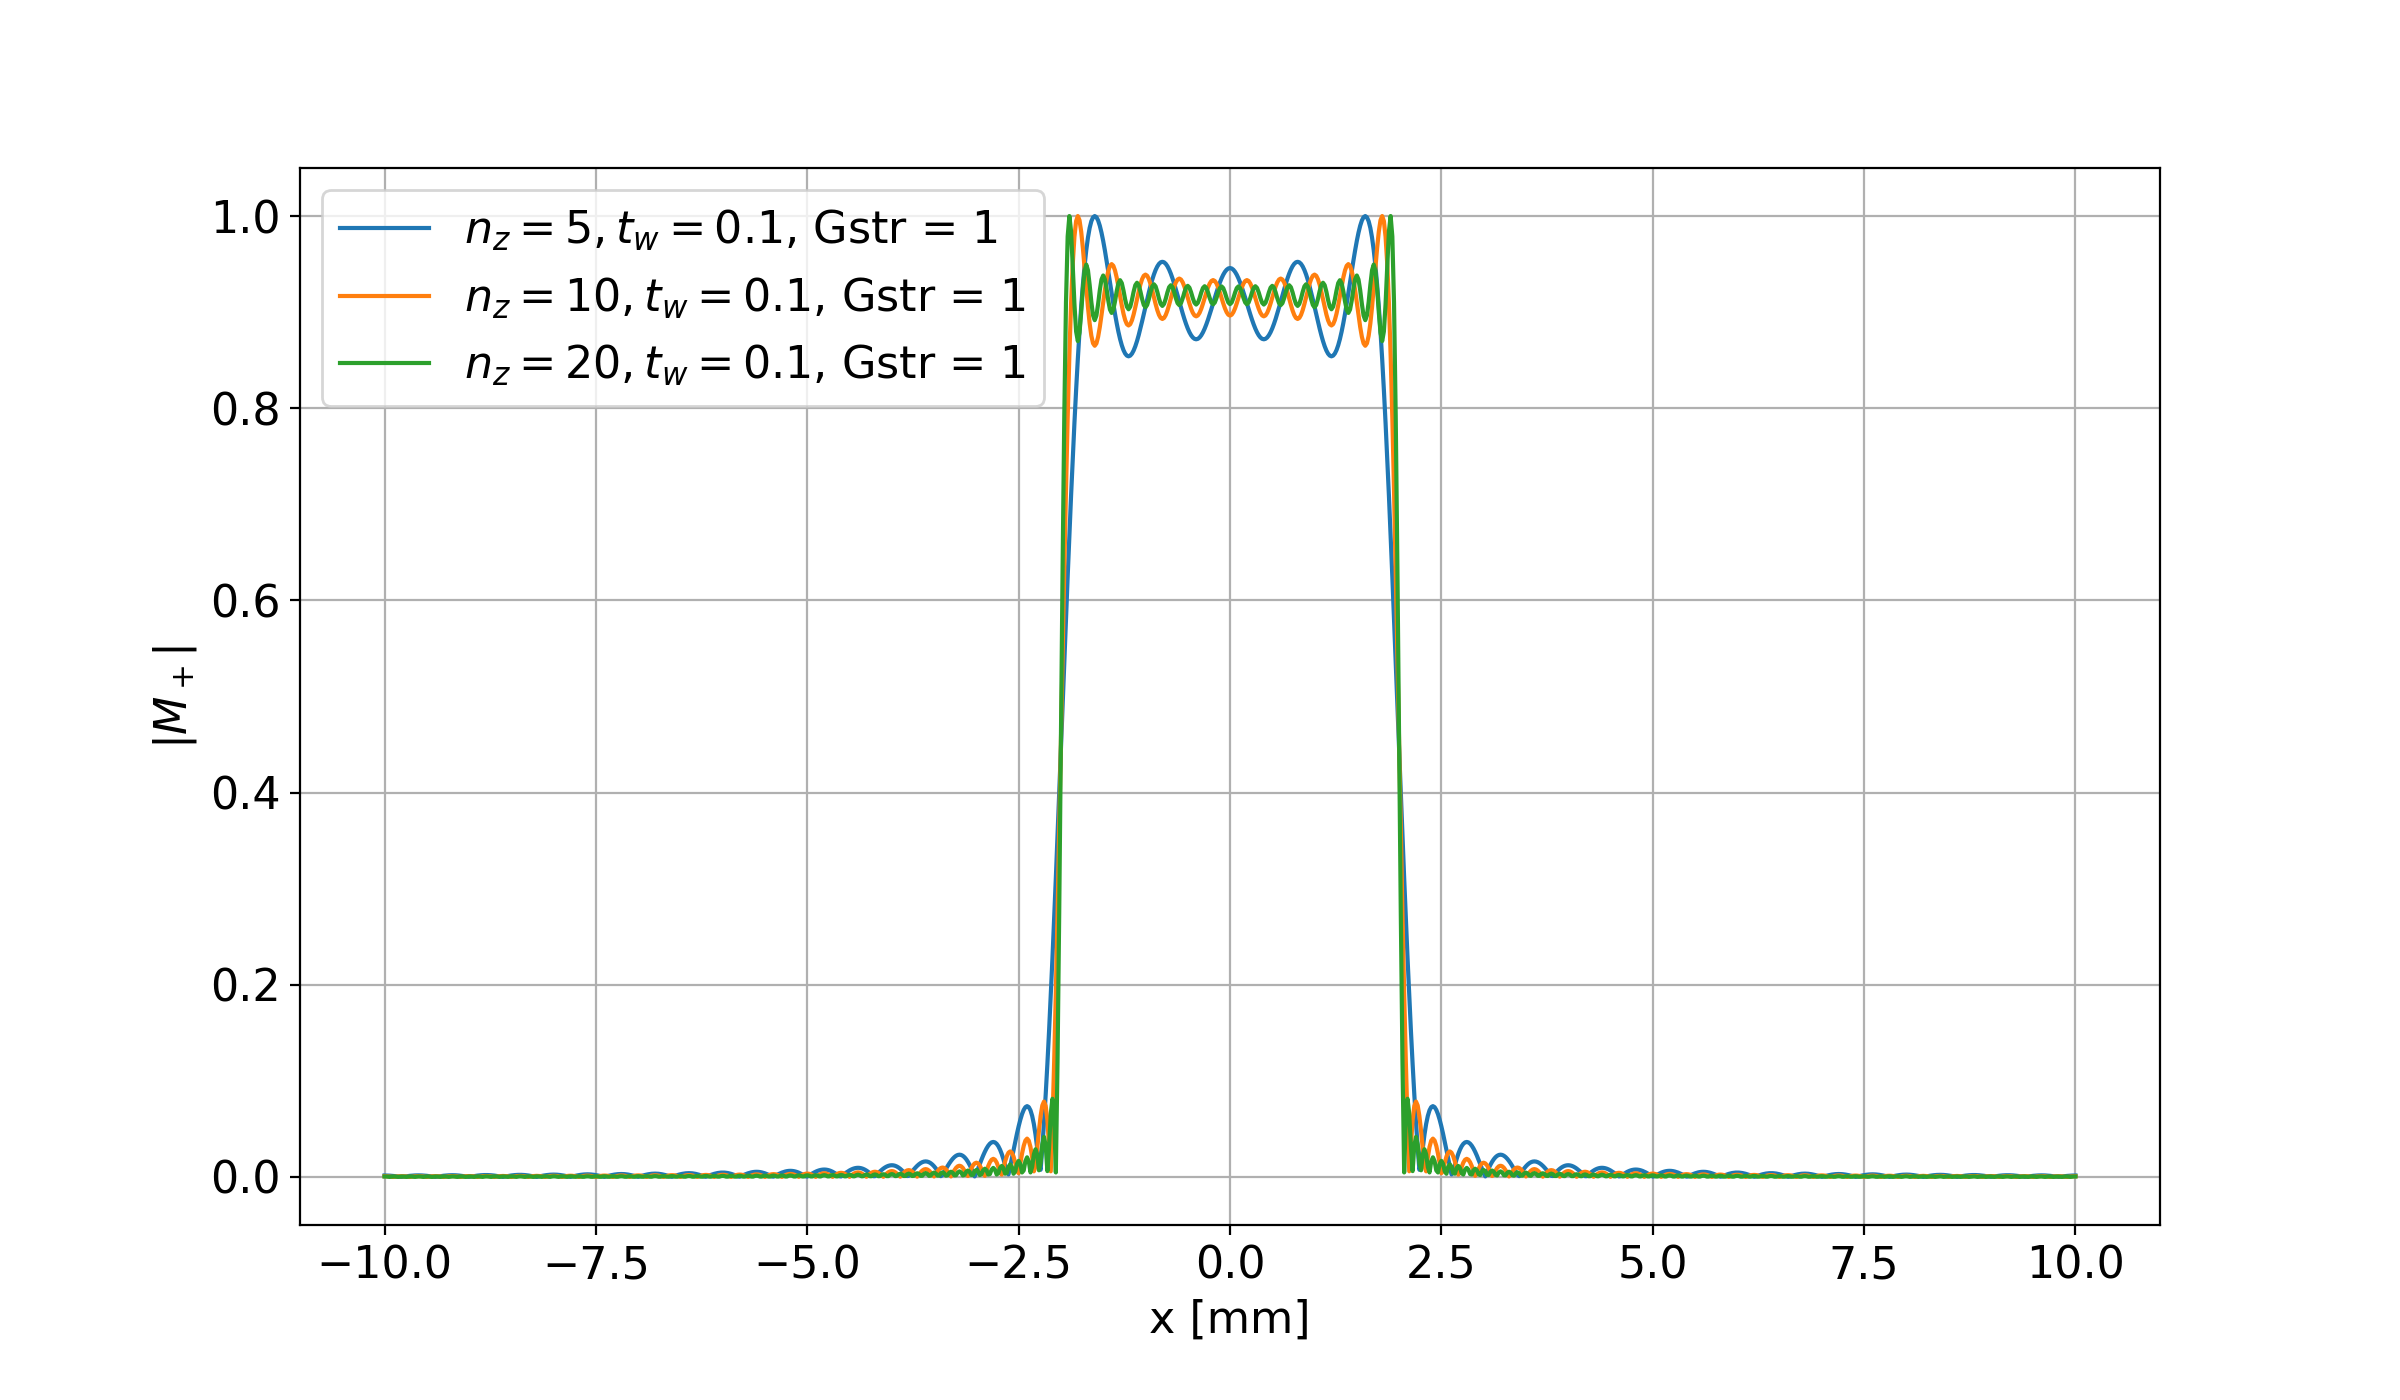 n_z = 5, t_w = 0.1, Gstr = 1
n_z = 10, t_w = 0.1, Gstr = 1
n_z = 20, t_w = 0.1, Gstr = 1
1.0
0.8
0.6
0.4
0.2
0.0
|M_+|
−10.0 −7.5 −5.0 −2.5 0.0 2.5 5.0 7.5 10.0
x [mm]